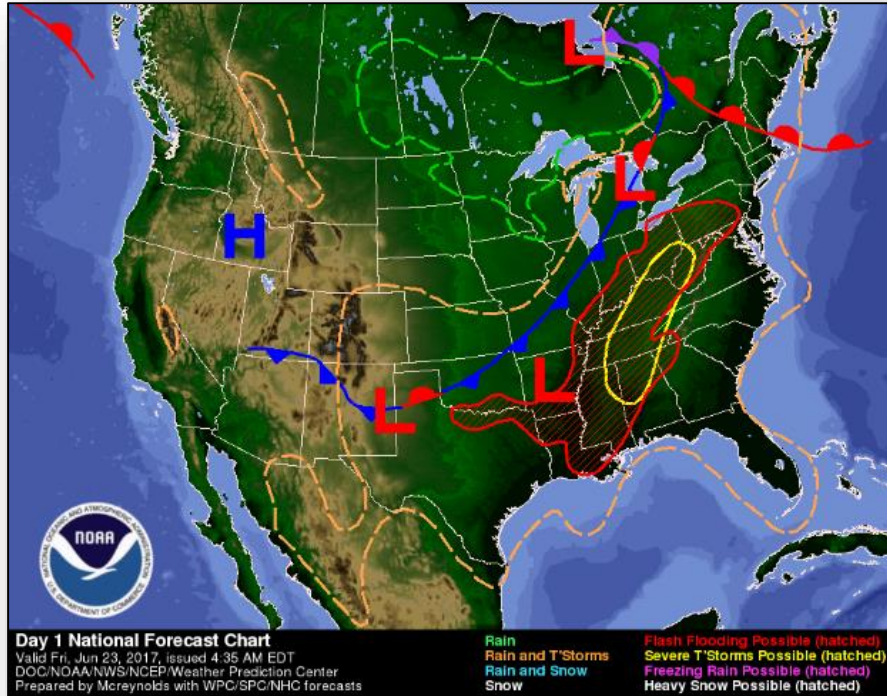 L
L
H
L
L
NATIONAL OCEANIC AND ATMOSPHERIC ADMINISTRATION
NOAA
U.S. DEPARTMENT OF COMMERCE
Day 1 National Forecast Chart
Valid Fri, Jun 23, 2017, issued 4:35 AM EDT
DOC/NOAA/NWS/NCEP/Weather Prediction Center
Prepared by Mcreynolds with WPC/SPC/NHC forecasts
Rain
Rain and T'Storms
Rain and Snow
Snow
Flash Flooding Possible (hatched)
Severe T'Storms Possible (hatched)
Freezing Rain Possible (hatched)
Heavy Snow Possible (hatched)